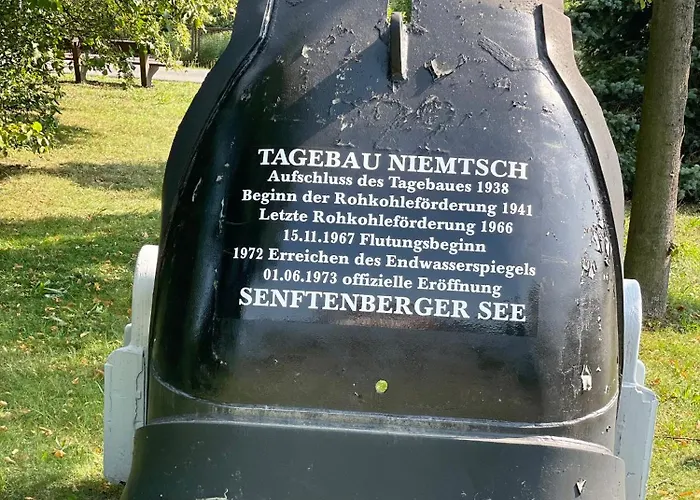 TAGEBAU NIEMTSCH
Aufschluss des Tagebaues 1938
Beginn der Rohkohleförderung 1941
Letzte Rohkohleförderung 1966
15.11.1967 Flutungsbeginn
1972 Erreichen des Endwasserspiegels
01.06.1973 offizielle Eröffnung
SENFTENBERGER SEE